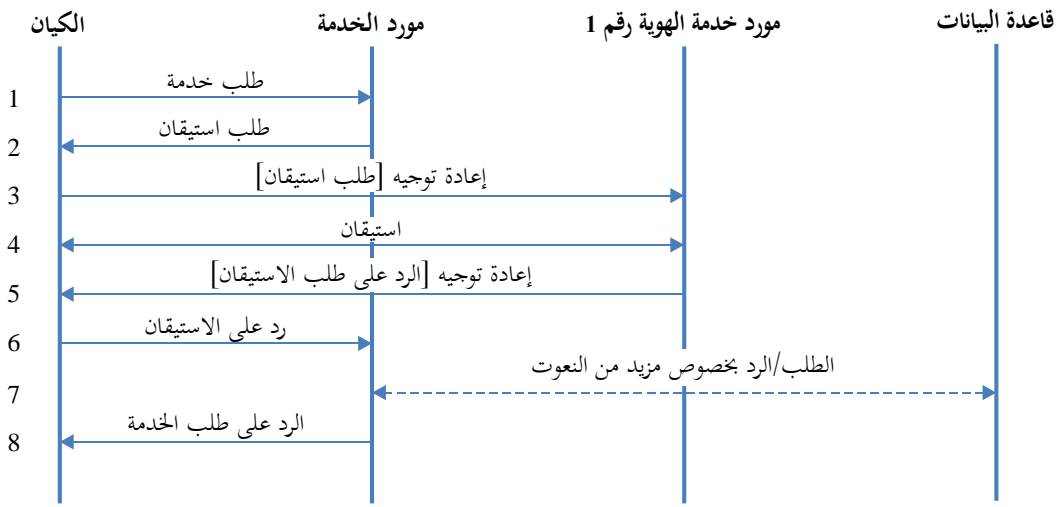 الكيان
مورد الخدمة
مورد خدمة الهوية رقم 1
قاعدة البيانات
1
طلب خدمة
2
طلب استيقان
3
إعادة توجيه [طلب استيقان]
4
استيقان
5
إعادة توجيه [الرد على طلب الاستيقان]
6
رد على الاستيقان
7
الطلب/الرد بخصوص مزيد من النعوت
8
الرد على طلب الخدمة